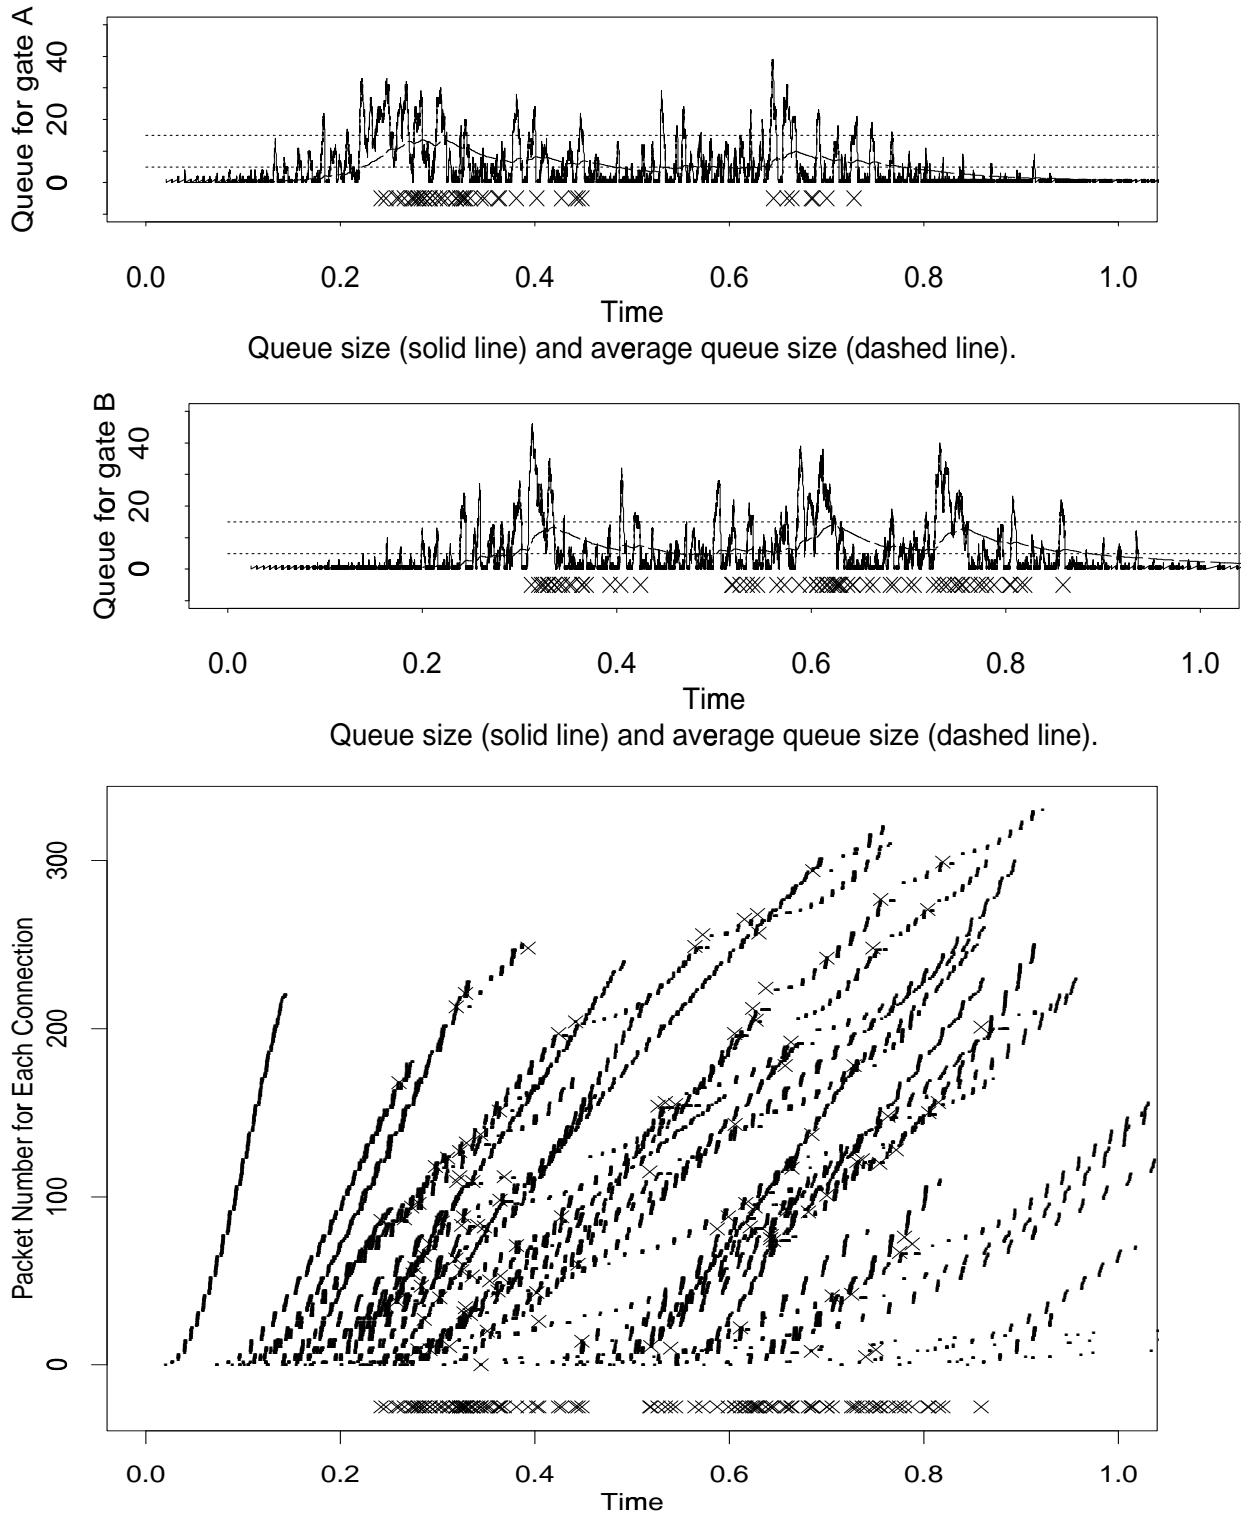 Queue for gate A
40
20
0
0.0 0.2 0.4 0.6 0.8 1.0
Time
Queue size (solid line) and average queue size (dashed line).
Queue for gate B
40
20
0
0.0 0.2 0.4 0.6 0.8 1.0
Time
Queue size (solid line) and average queue size (dashed line).
Packet Number for Each Connection
300
200
100
0
0.0 0.2 0.4 0.6 0.8 1.0
Time